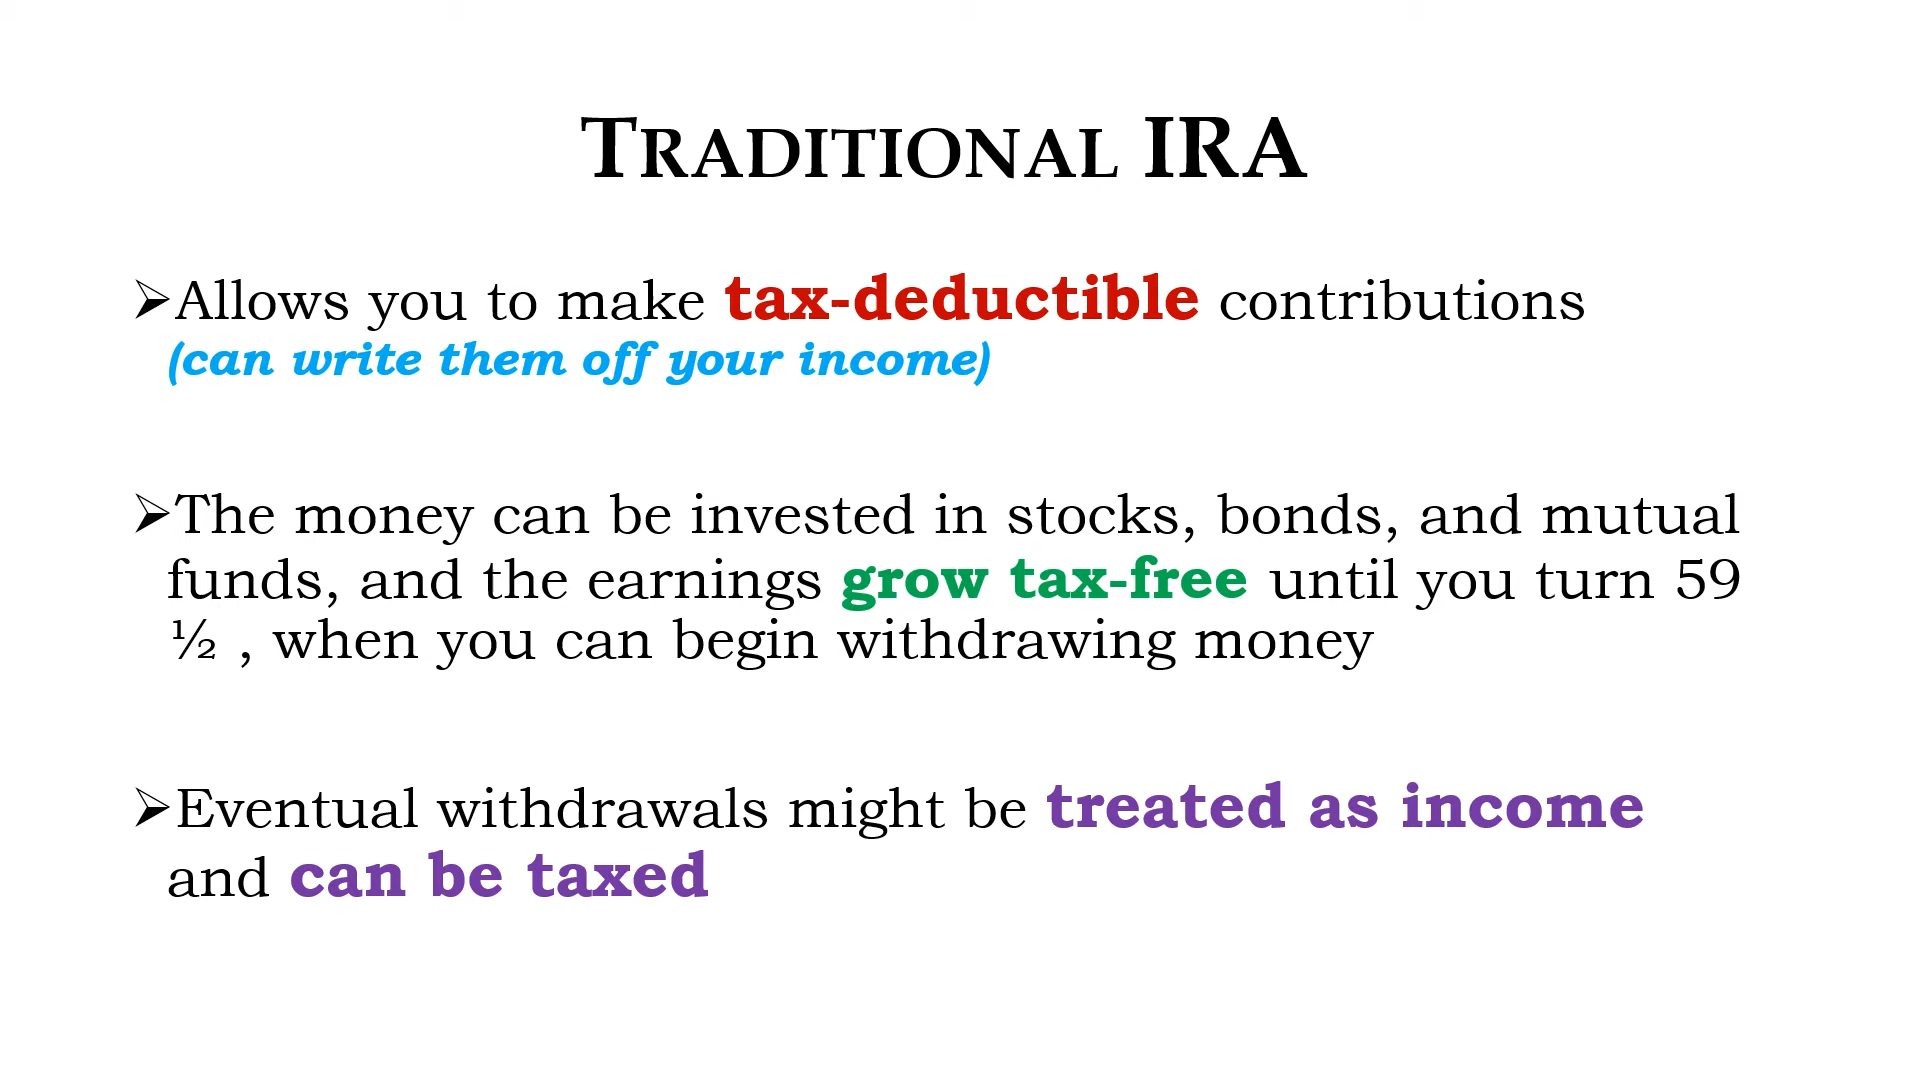 TRADITIONAL IRA
➢Allows you to make tax-deductible contributions
(can write them off your income)
➢The money can be invested in stocks, bonds, and mutual
funds, and the earnings grow tax-free until you turn 59
½ , when you can begin withdrawing money
➢Eventual withdrawals might be treated as income
and can be taxed